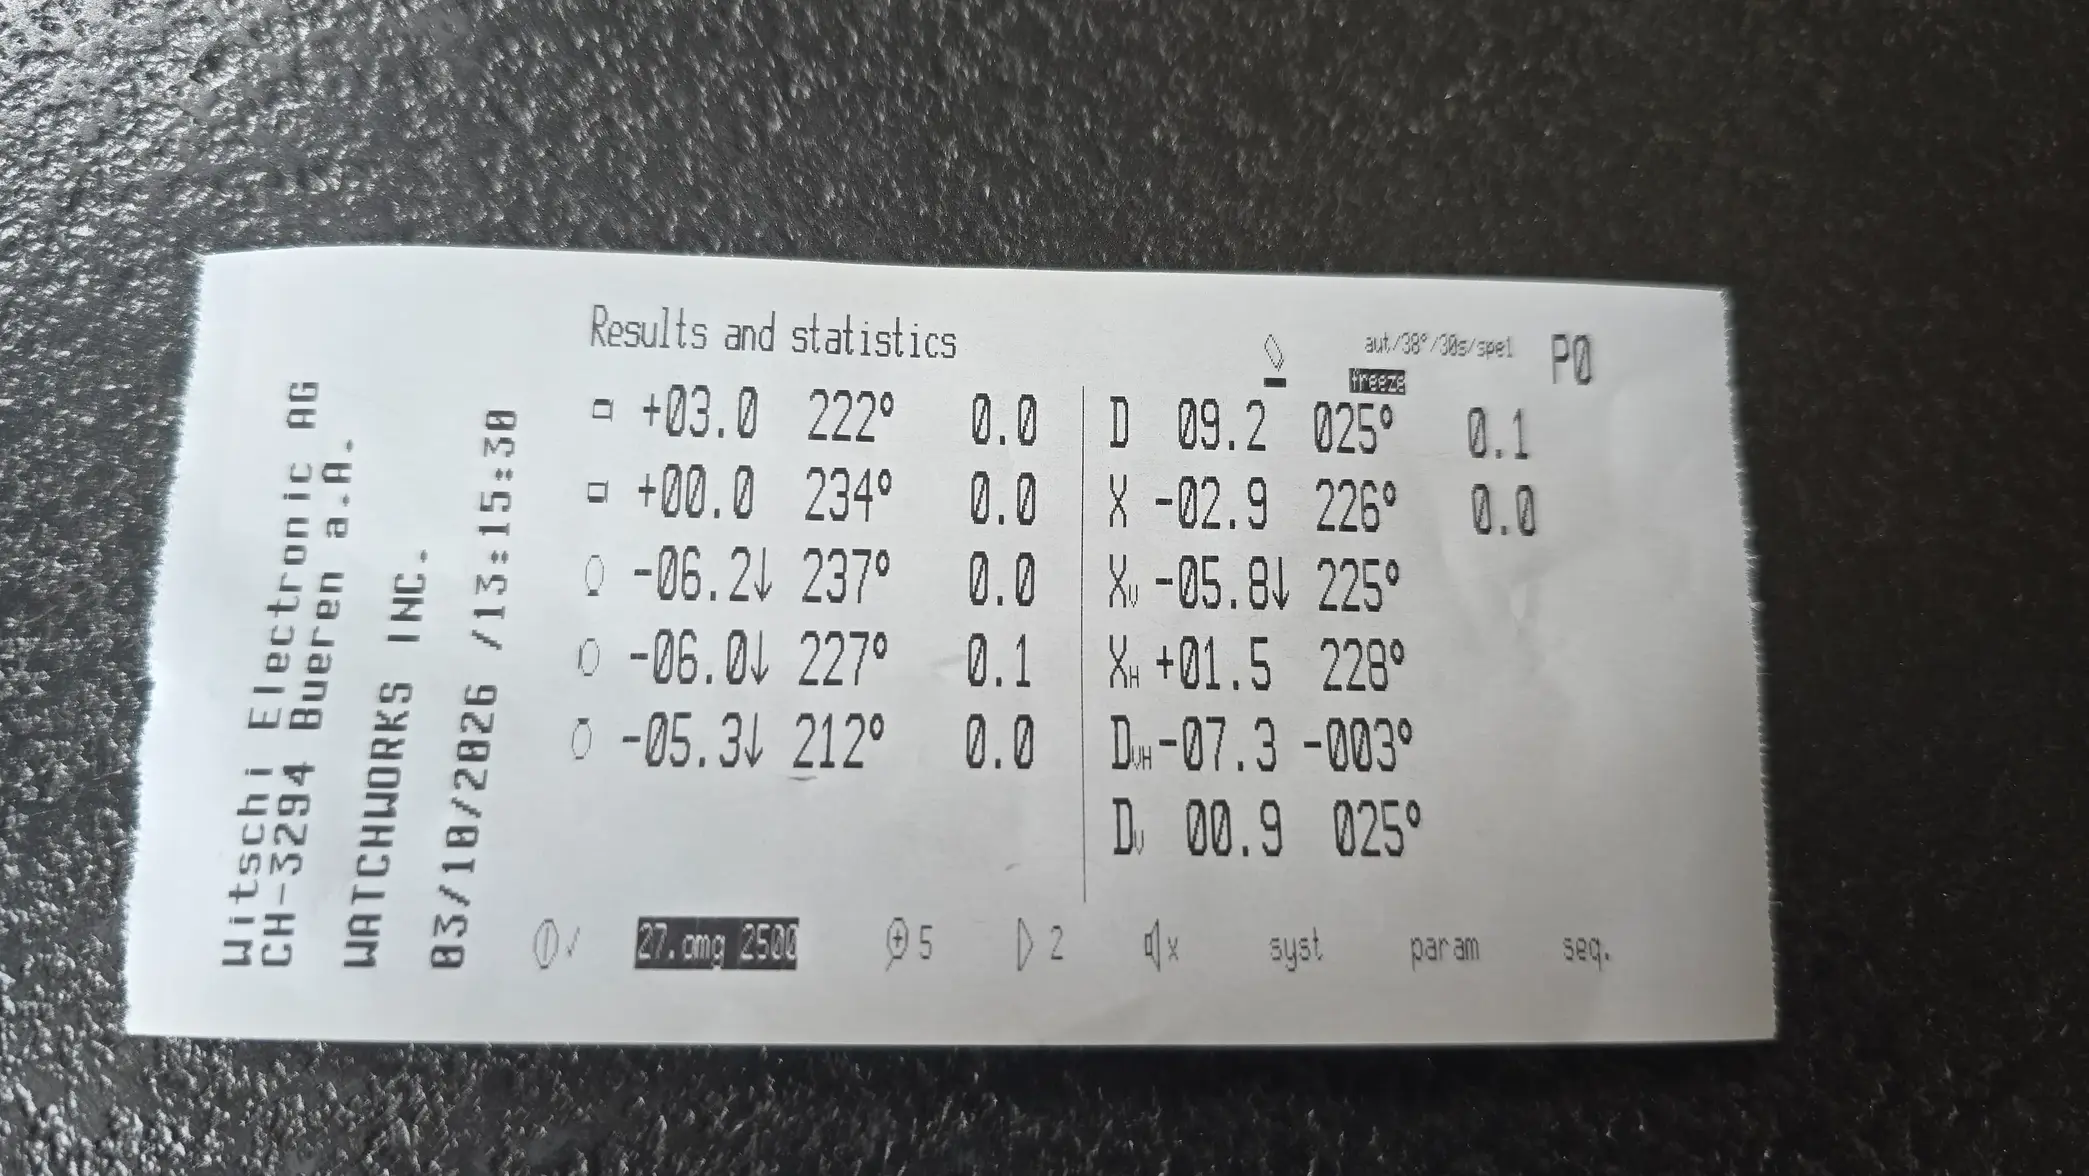 Witschi Electronic AG
CH-3294 Bueren a.A.
WATCHWORKS INC.
03/10/2026 /13:15:30
Results and statistics
aut/38°/30s/spel P0
freeze
+03.0 222° 0.0
+00.0 234° 0.0
-06.2↓ 237° 0.0
-06.0↓ 227° 0.1
-05.3↓ 212° 0.0
D 09.2 025° 0.1
X -02.9 226° 0.0
Xv -05.8↓ 225°
XH +01.5 228°
DVH -07.3 -003°
Dv 00.9 025°
27.omg 2500 5 2 x syst param seq.